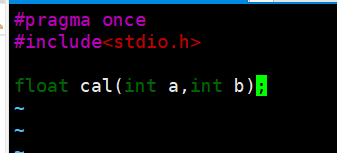 #pragma once
#include<stdio.h>
float cal(int a,int b);
~
~
~